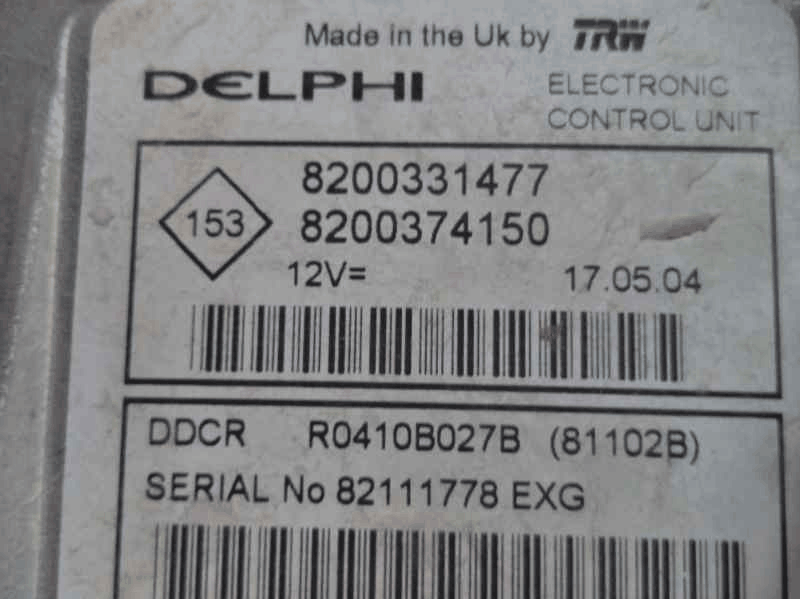 Made in the Uk by TRW
DELPHI
ELECTRONIC
CONTROL UNIT
153
8200331477
8200374150
12V=
17.05.04
DDCR R0410B027B (81102B)
SERIAL No 82111778 EXG